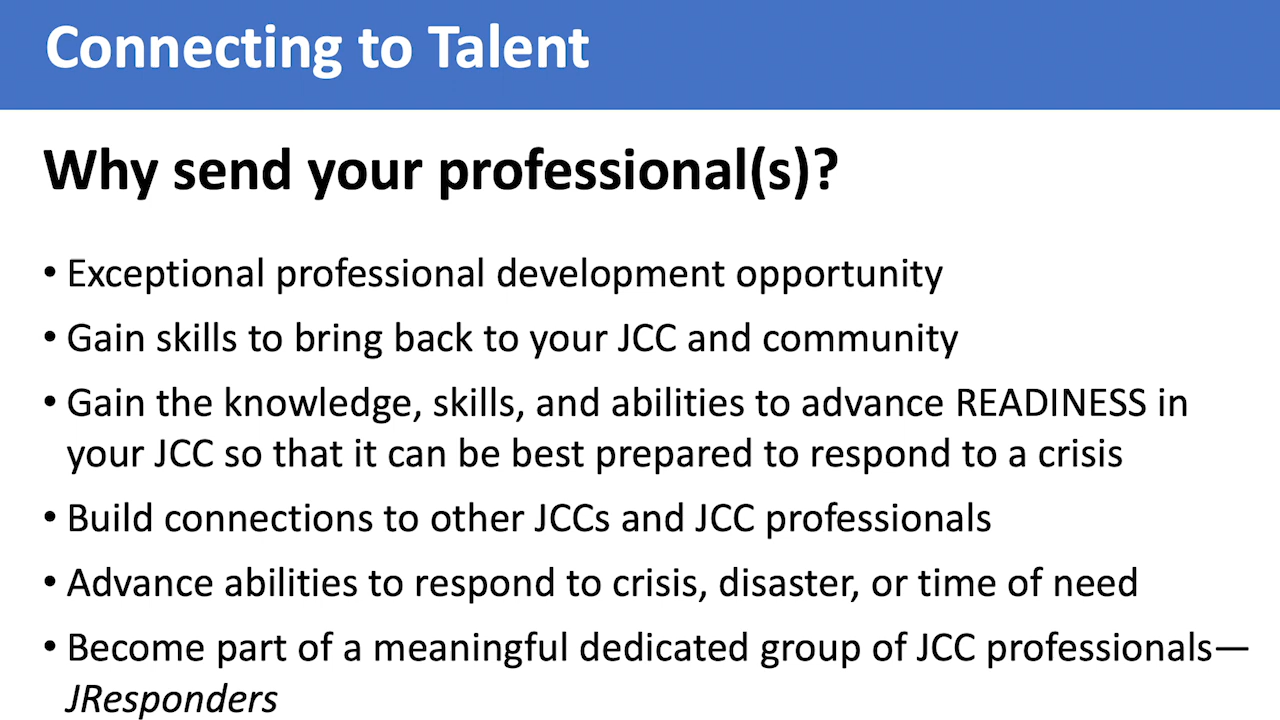 Connecting to Talent
Why send your professional(s)?
• Exceptional professional development opportunity
• Gain skills to bring back to your JCC and community
• Gain the knowledge, skills, and abilities to advance READINESS in
your JCC so that it can be best prepared to respond to a crisis
• Build connections to other JCCs and JCC professionals
• Advance abilities to respond to crisis, disaster, or time of need
• Become part of a meaningful dedicated group of JCC professionals—
JResponders